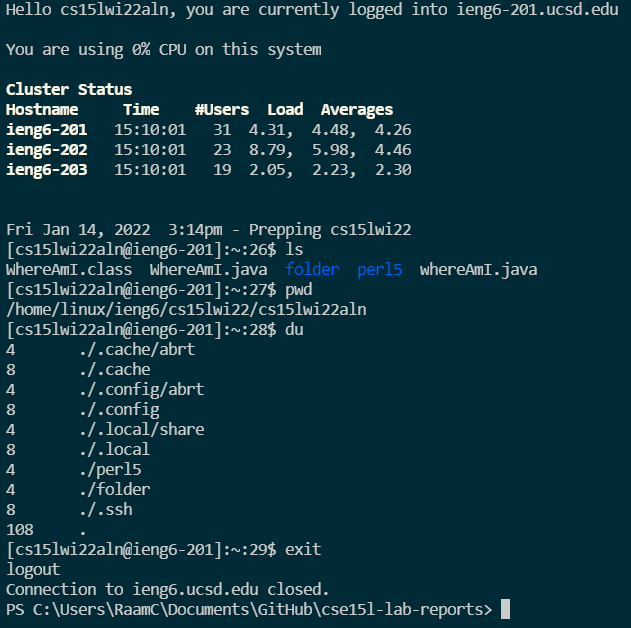 Hello cs15lwi22aln, you are currently logged into ieng6-201.ucsd.edu
You are using 0% CPU on this system
Cluster Status
Hostname     Time    #Users  Load  Averages
ieng6-201   15:10:01   31  4.31,  4.48,  4.26
ieng6-202   15:10:01   23  8.79,  5.98,  4.46
ieng6-203   15:10:01   19  2.05,  2.23,  2.30
Fri Jan 14, 2022  3:14pm - Prepping cs15lwi22
[cs15lwi22aln@ieng6-201]:~:26$ ls
WhereAmI.class  WhereAmI.java  folder  perl5  whereAmI.java
[cs15lwi22aln@ieng6-201]:~:27$ pwd
/home/linux/ieng6/cs15lwi22/cs15lwi22aln
[cs15lwi22aln@ieng6-201]:~:28$ du
4       ./.cache/abrt
8       ./.cache
4       ./.config/abrt
8       ./.config
4       ./.local/share
8       ./.local
4       ./perl5
4       ./folder
8       ./.ssh
108     .
[cs15lwi22aln@ieng6-201]:~:29$ exit
logout
Connection to ieng6.ucsd.edu closed.
PS C:\Users\RaamC\Documents\GitHub\cse15l-lab-reports>